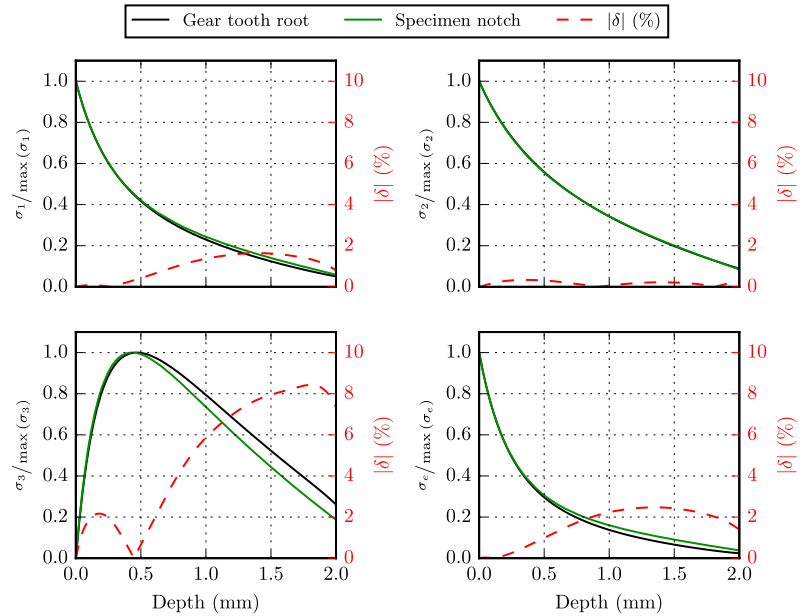 Gear tooth root Specimen notch |δ| (%)
1.0 0.8 0.6 0.4 0.2 0.0
σ1/max (σ1)
10 8 6 4 2 0
|δ| (%)
1.0 0.8 0.6 0.4 0.2 0.0
σ2/max (σ2)
10 8 6 4 2 0
|δ| (%)
1.0 0.8 0.6 0.4 0.2 0.0
σ3/max (σ3)
10 8 6 4 2 0
|δ| (%)
0.0 0.5 1.0 1.5 2.0
Depth (mm)
1.0 0.8 0.6 0.4 0.2 0.0
σe/max (σe)
10 8 6 4 2 0
|δ| (%)
0.0 0.5 1.0 1.5 2.0
Depth (mm)